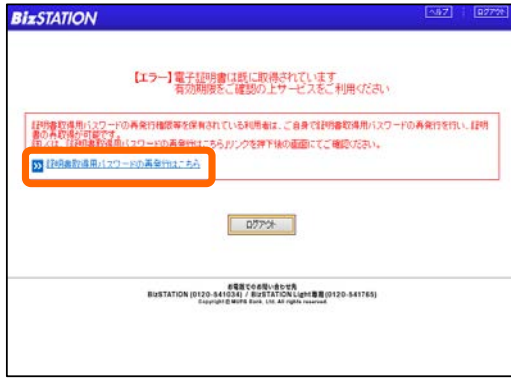 BizSTATION
ヘルプ
ログアウト
【エラー】電子証明書は既に取得されています
有効期限をご確認の上サービスをご利用ください
証明書取得用パスワードの再発行権限等を保有されている利用者は、ご自身で証明書取得用パスワードの再発行を行い、証明
書の再取得が可能です。
詳しくは、「証明書取得用パスワードの再発行はこちら」リンクを押下後の画面にてご確認ください。
証明書取得用パスワードの再発行はこちら
ログアウト
お電話でのお問い合わせ先
BizSTATION (0120-541034) / BizSTATION Light専用 (0120-541765)
Copyright © MUFG Bank, Ltd. All rights reserved.